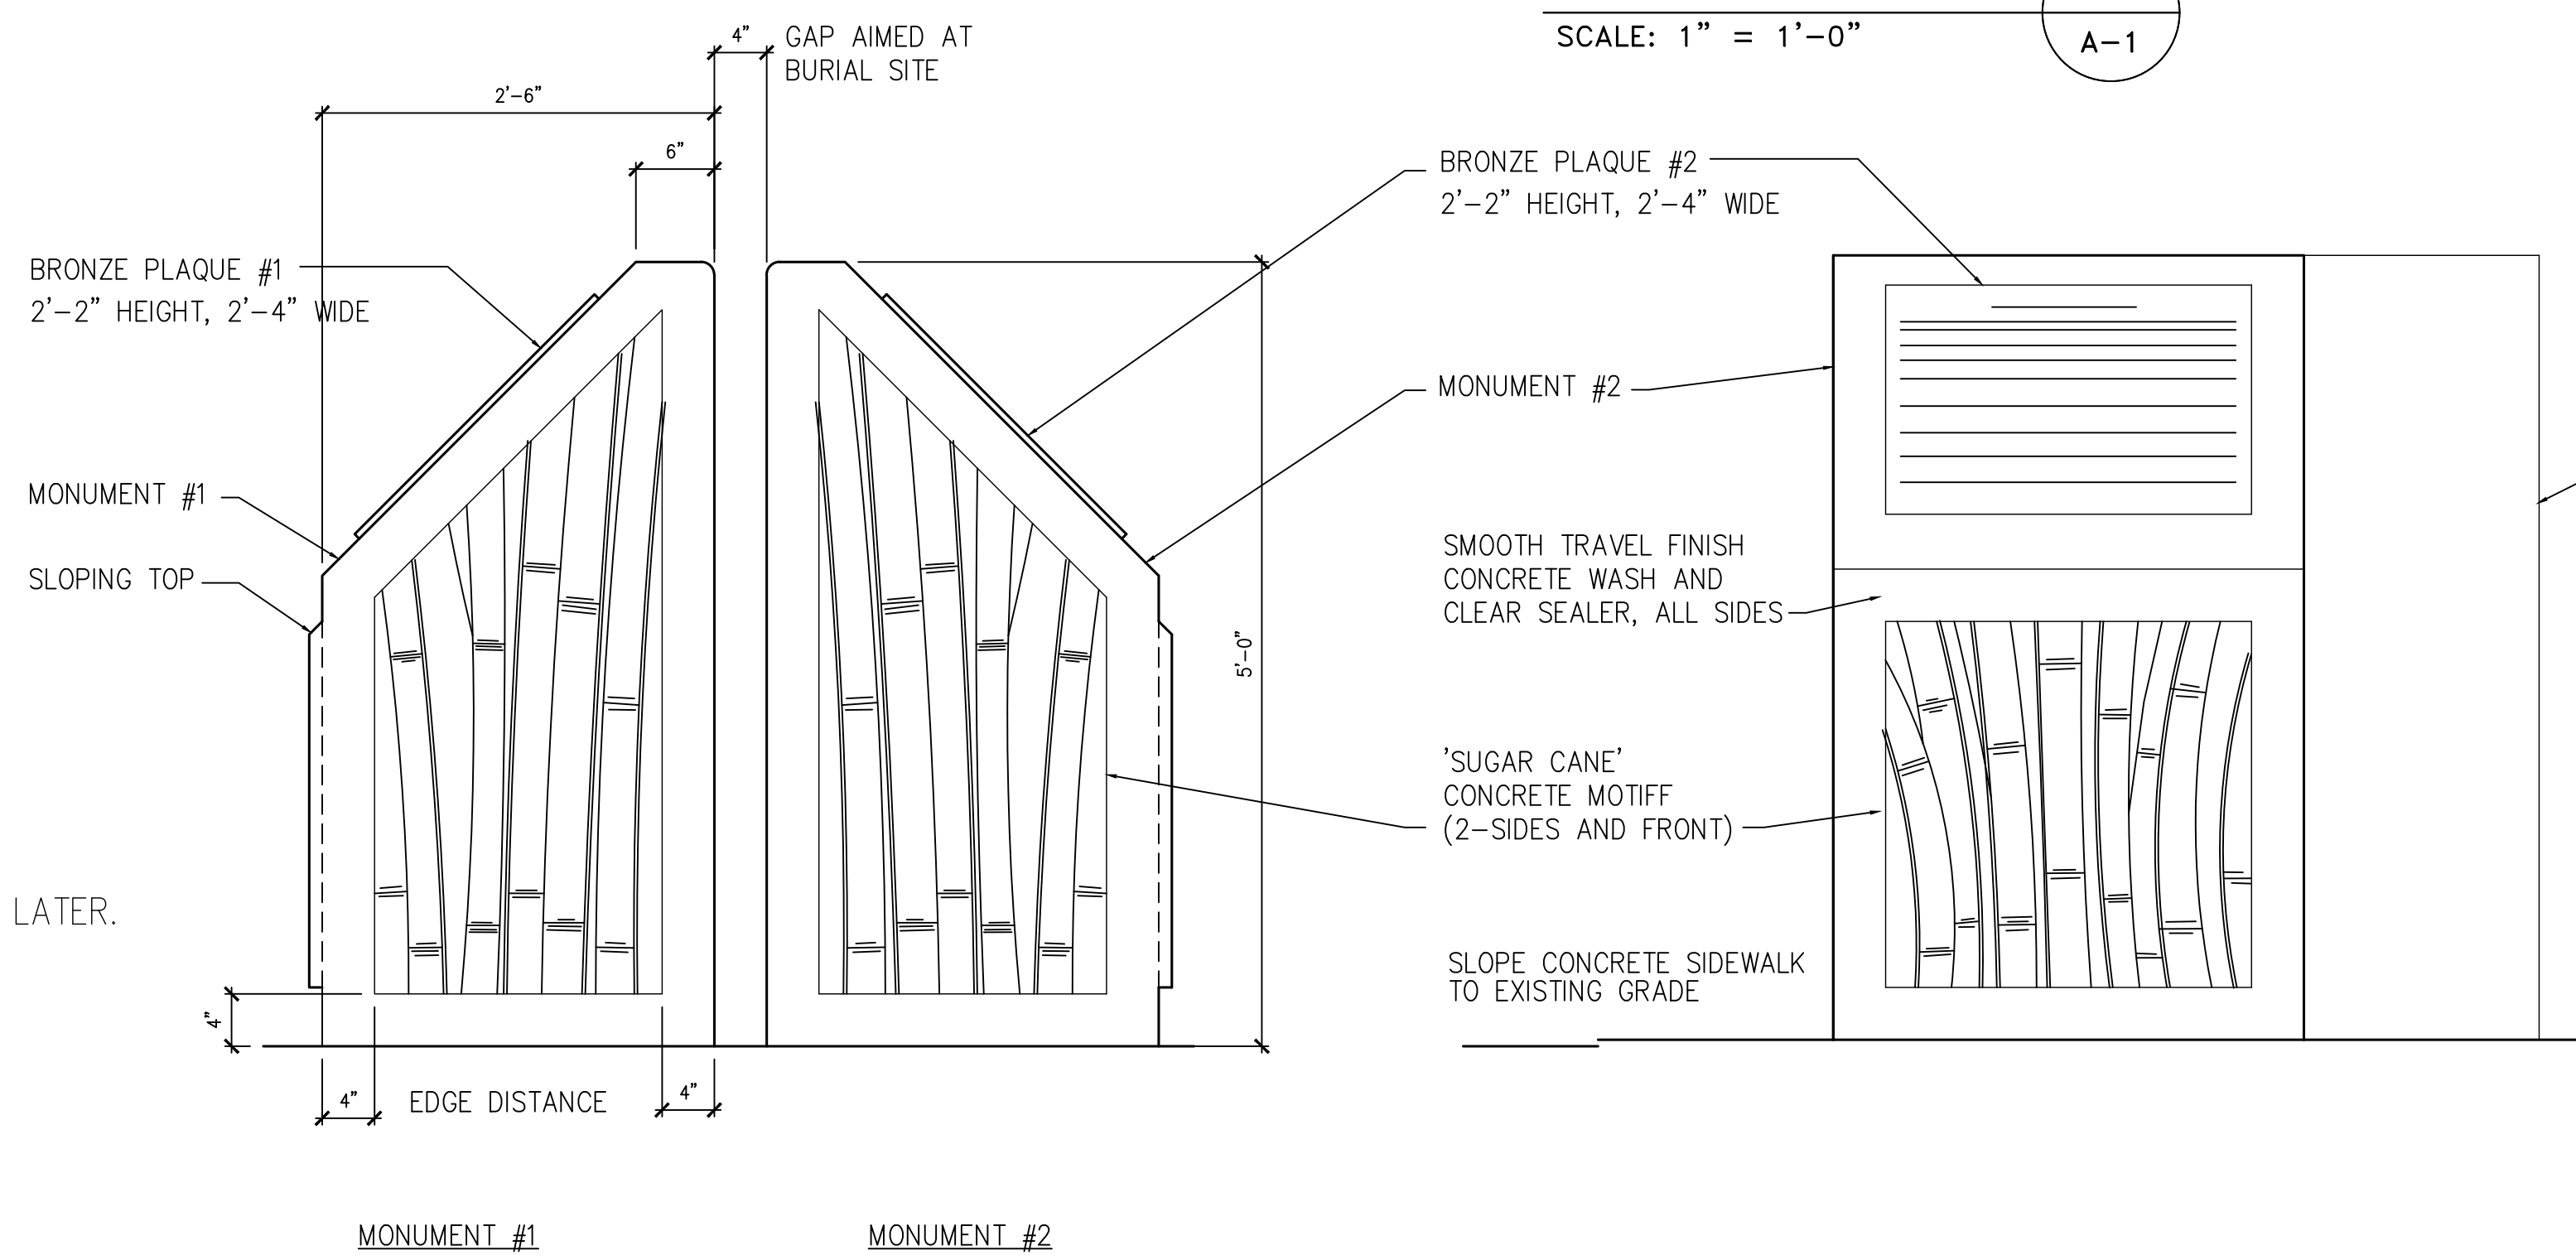 SCALE: 1" = 1'-0"
A-1
4"
GAP AIMED AT
BURIAL SITE
2'-6"
6"
BRONZE PLAQUE #1
2'-2" HEIGHT, 2'-4" WIDE
MONUMENT #1
SLOPING TOP
BRONZE PLAQUE #2
2'-2" HEIGHT, 2'-4" WIDE
MONUMENT #2
SMOOTH TRAVEL FINISH
CONCRETE WASH AND
CLEAR SEALER, ALL SIDES
5'-0"
'SUGAR CANE'
CONCRETE MOTIFF
(2-SIDES AND FRONT)
LATER.
SLOPE CONCRETE SIDEWALK
TO EXISTING GRADE
4"
4"
EDGE DISTANCE
4"
MONUMENT #1
MONUMENT #2